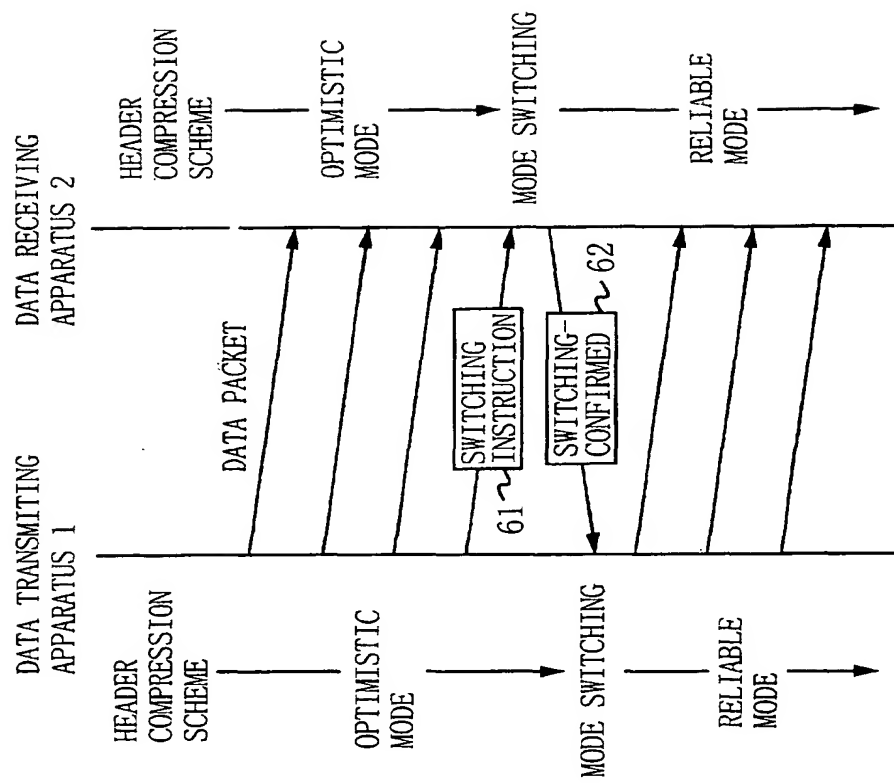 DATA TRANSMITING
APPARATUS 1
DATA RECEIVING
APPARATUS 2
HEADER
COMPRESSION
SCHEME
HEADER
COMPRESSION
SCHEME
DATA PACKET
OPTIMISTIC
MODE
OPTIMISTIC
MODE
SWITCHING
INSTRUCTION
61
MODE SWITCHING
SWITCHING-
CONFIRMED
62
MODE SWITCHING
RELIABLE
MODE
RELIABLE
MODE